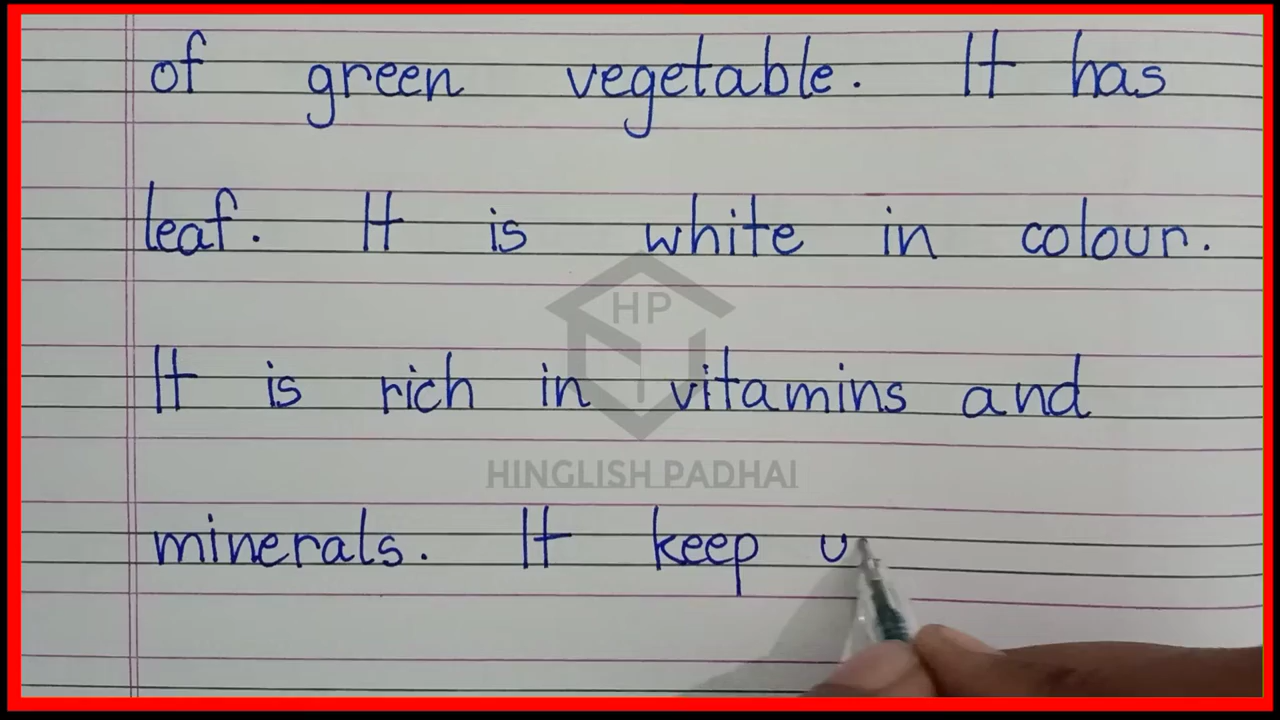 of green vegetable. It has
leaf. It is white in colour.
HP
It is rich in vitamins and
HINGLISH PADHAI
minerals. It keep u